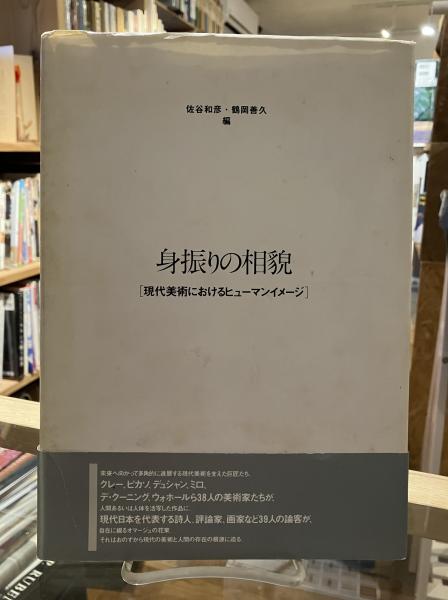 佐谷和彦・鶴岡善久
編
身振りの相貌
[現代美術におけるヒューマンイメージ]
未来へ向かって多角的に進展する現代美術を支えた巨匠たち、
クレー、ピカソ、デュシャン、ミロ、
デ・クーニング、ウォホールら38人の美術家たちが、
人間あるいは人体を活写した作品に、
現代日本を代表する詩人、評論家、画家など39人の論客が、
自在に綴るオマージュの花束
それはおのずから現代の美術と人間の存在の根源に迫る.